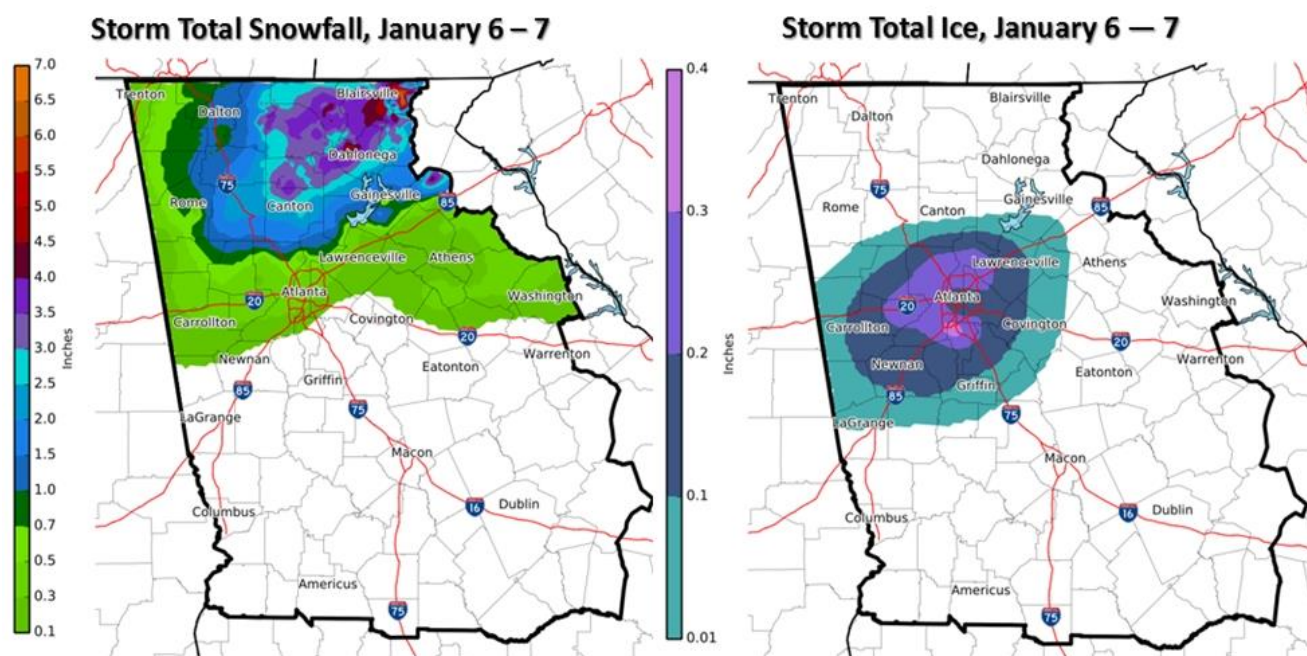 Storm Total Snowfall, January 6 – 7
7.0
6.5
6.0
5.5
5.0
4.5
4.0
3.5
3.0
2.5
2.0
1.5
1.0
0.7
0.5
0.3
0.1
Inches
Trenton
Blairsville
Dalton
Dahlonega
75
Rome
Canton
Gainesville
85
Lawrenceville
Athens
20
Atlanta
Washington
Carrollton
Covington
20
Newnan
Warrenton
Eatonton
85
Griffin
75
LaGrange
Macon
16
Dublin
Columbus
Americus
75
Storm Total Ice, January 6 — 7
0.4
0.3
0.2
0.1
0.01
Inches
Trenton
Blairsville
Dalton
Dahlonega
75
Rome
Canton
Gainesville
85
Lawrenceville
Athens
20
Atlanta
Washington
Carrollton
Covington
20
Newnan
Warrenton
Eatonton
85
Griffin
75
LaGrange
Macon
16
Dublin
Columbus
Americus
75